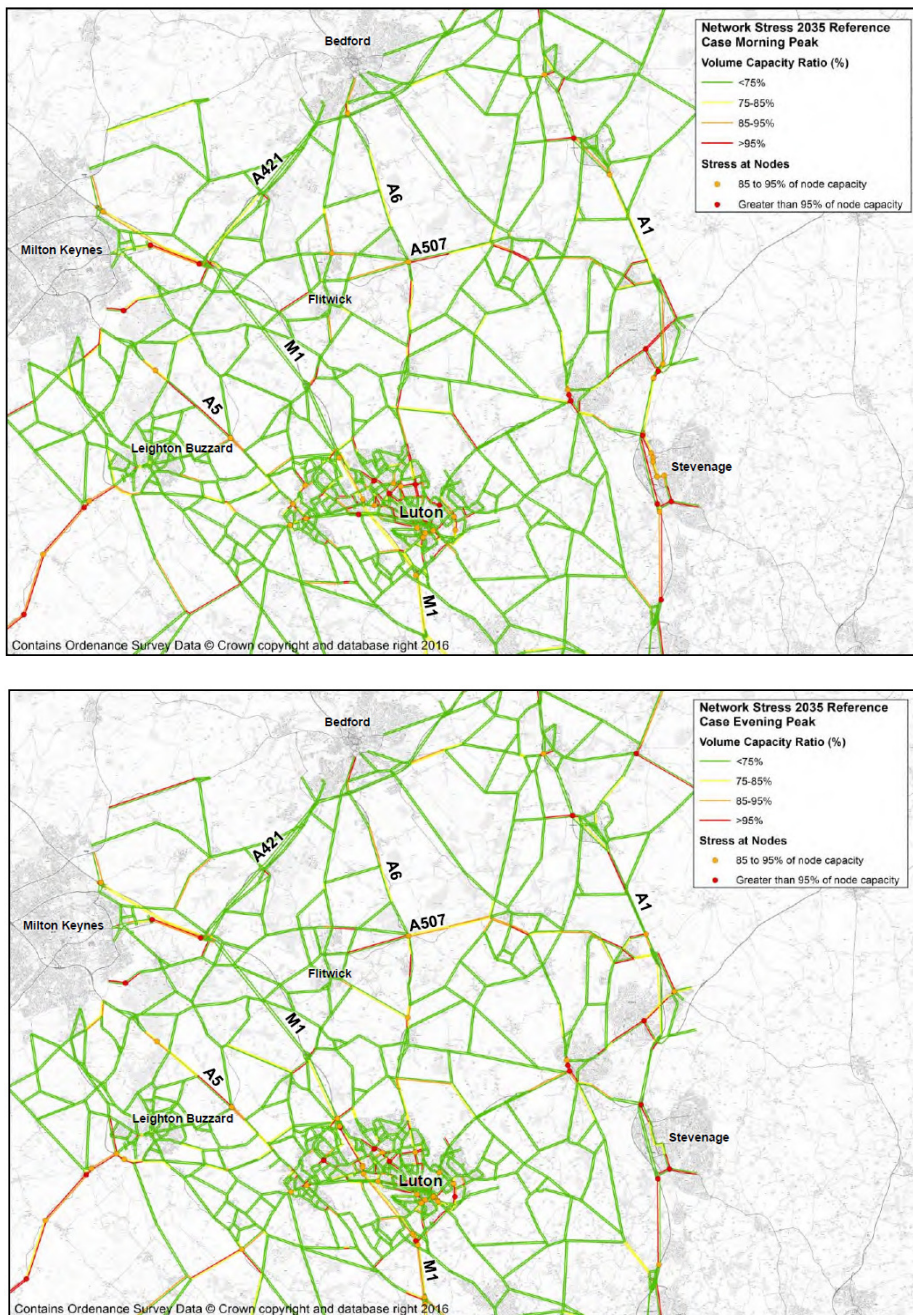 Bedford
Network Stress 2035 Reference
Case Morning Peak
Volume Capacity Ratio (%)
<75%
75-85%
85-95%
>95%
Stress at Nodes
85 to 95% of node capacity
Greater than 95% of node capacity
A421
A6
A1
Milton Keynes
A507
Flitwick
M1
A5
Leighton Buzzard
Stevenage
Luton
M1
Contains Ordenance Survey Data © Crown copyright and database right 2016
Bedford
Network Stress 2035 Reference
Case Evening Peak
Volume Capacity Ratio (%)
<75%
75-85%
85-95%
>95%
Stress at Nodes
85 to 95% of node capacity
Greater than 95% of node capacity
A421
A6
A1
Milton Keynes
A507
Flitwick
M1
A5
Leighton Buzzard
Stevenage
Luton
M1
Contains Ordenance Survey Data © Crown copyright and database right 2016